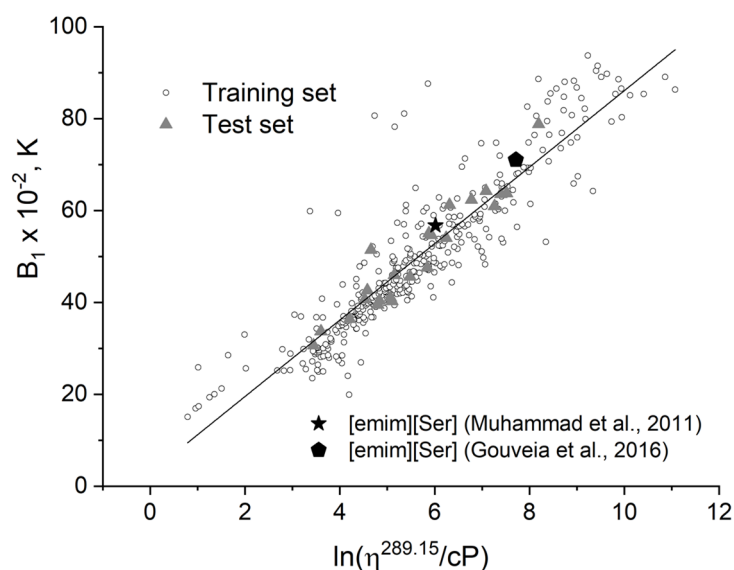 100
80
60
40
20
0
B₁ x 10⁻², K
Training set
Test set
[emim][Ser] (Muhammad et al., 2011)
[emim][Ser] (Gouveia et al., 2016)
0 2 4 6 8 10 12
ln(η²⁸⁹·¹⁵/cP)